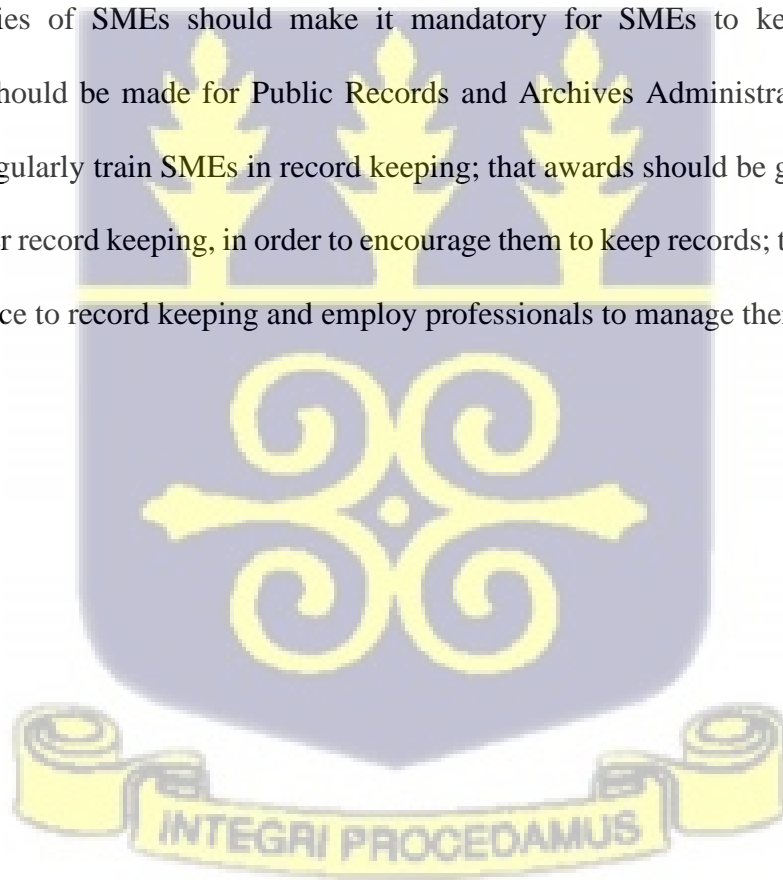 ies of SMEs should make it mandatory for SMEs to ke
hould be made for Public Records and Archives Administra
gularly train SMEs in record keeping; that awards should be g
r record keeping, in order to encourage them to keep records; t
ce to record keeping and employ professionals to manage the
INTEGRI PROCEDAMUS